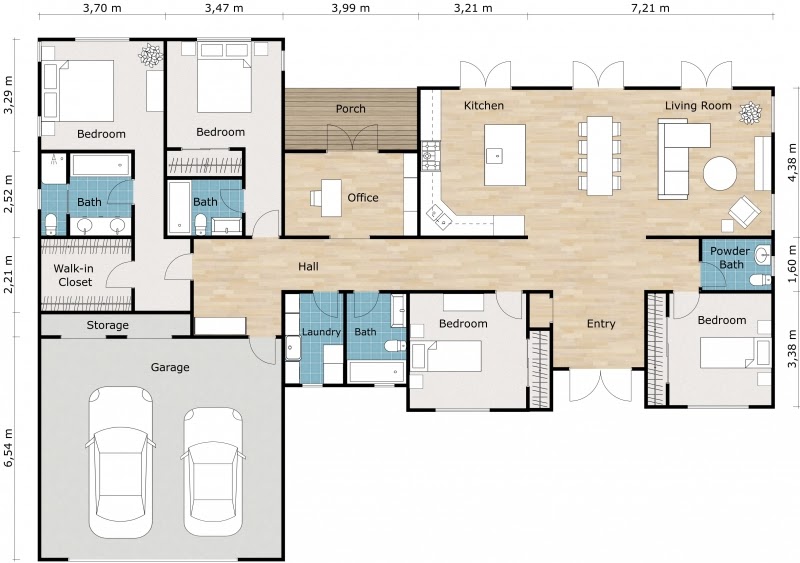 3,70 m
3,47 m
3,99 m
3,21 m
7,21 m
3,29 m
2,52 m
2,21 m
6,54 m
4,38 m
1,60 m
3,38 m
Bedroom
Bedroom
Porch
Kitchen
Living Room
Bath
Bath
Office
Walk-in
Closet
Hall
Powder
Bath
Storage
Laundry
Bath
Bedroom
Entry
Bedroom
Garage